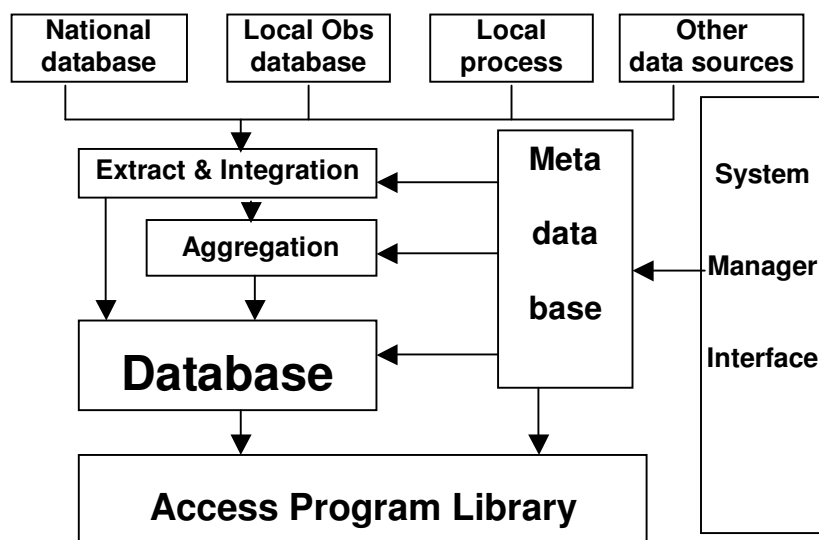 National
database
Local Obs
database
Local
process
Other
data sources
Extract & Integration
Aggregation
Database
Meta
data
base
System
Manager
Interface
Access Program Library